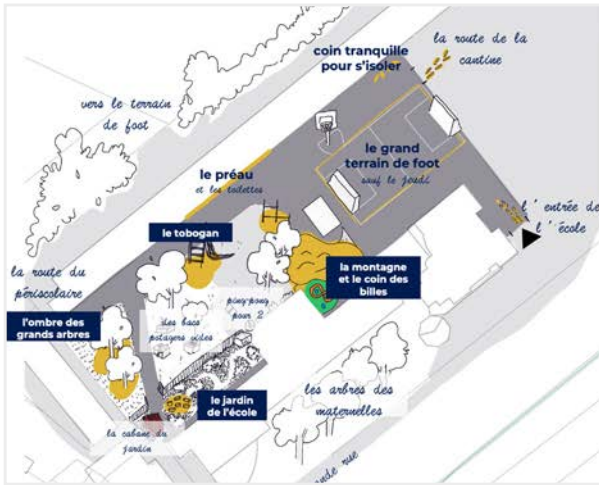 coin tranquille
pour s'isoler
la route de la
cantine
vers le terrain
de foot
le grand
terrain de foot
sauf le jeudi
le préau
et les toilettes
l'entrée de
l'école
le tobogan
la route du
périscolaire
la montagne
et le coin des
billes
ping-pong
pour 2
l'ombre des
grands arbres
des bacs
potagers vides
le jardin
de l'école
les arbres des
maternelles
la cabane du
jardin
rue